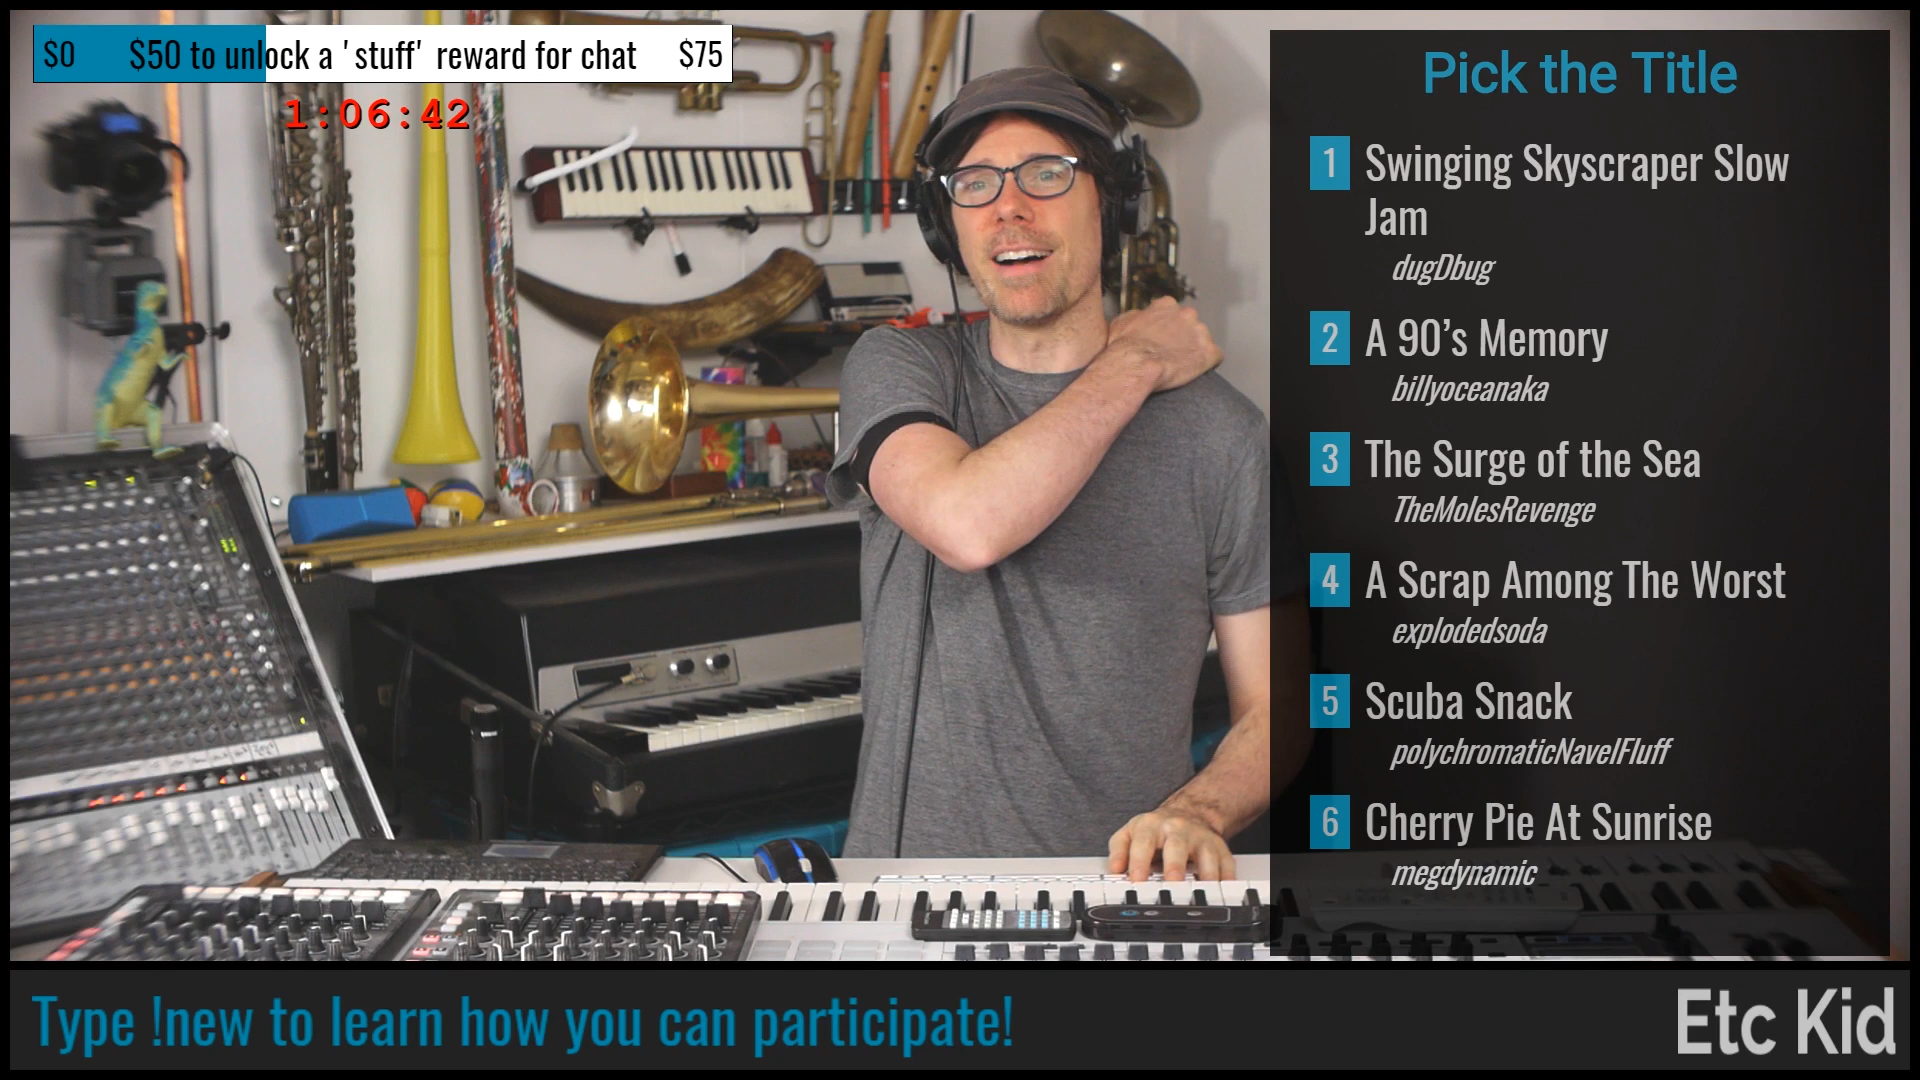 $0 $50 to unlock a 'stuff' reward for chat $75
1:06:42
Pick the Title
1 Swinging Skyscraper Slow
Jam
dugDbug
2 A 90’s Memory
billyoceanaka
3 The Surge of the Sea
TheMolesRevenge
4 A Scrap Among The Worst
explodedsoda
5 Scuba Snack
polychromaticNavelFluff
6 Cherry Pie At Sunrise
megdynamic
Type !new to learn how you can participate!
Etc Kid